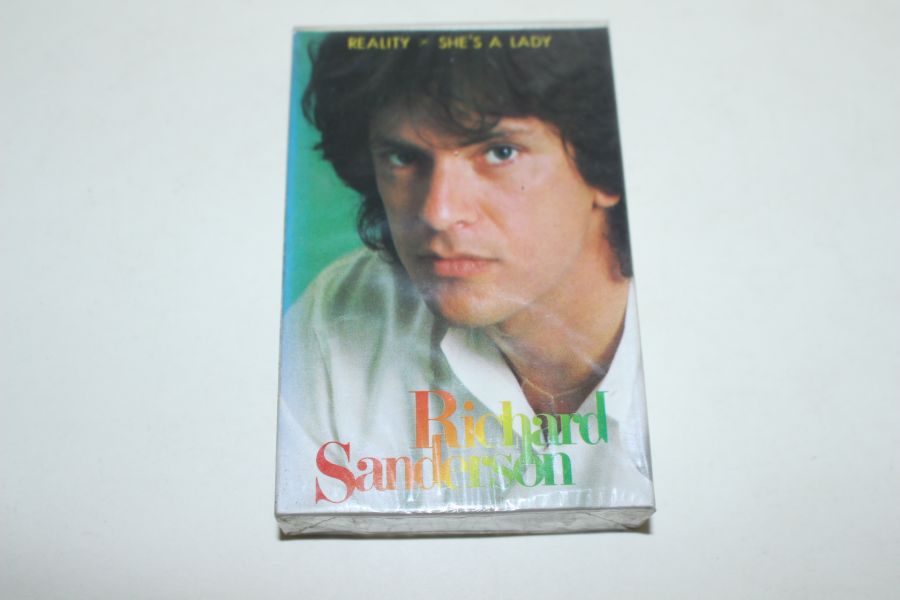 REALITY × SHE'S A LADY
Richard
Sanderson